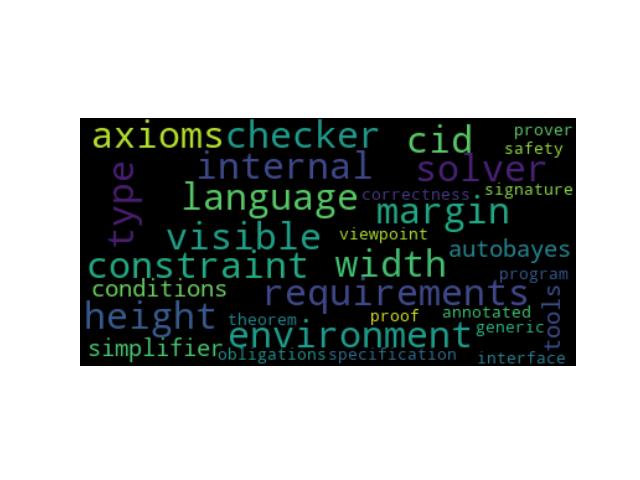 axioms checker cid prover
safety
internal solver
type language correctness signature
margin
visible viewpoint autobayes
constraint width program
conditions requirements tools
height theorem proof annotated
environment generic
simplifier obligations specification interface